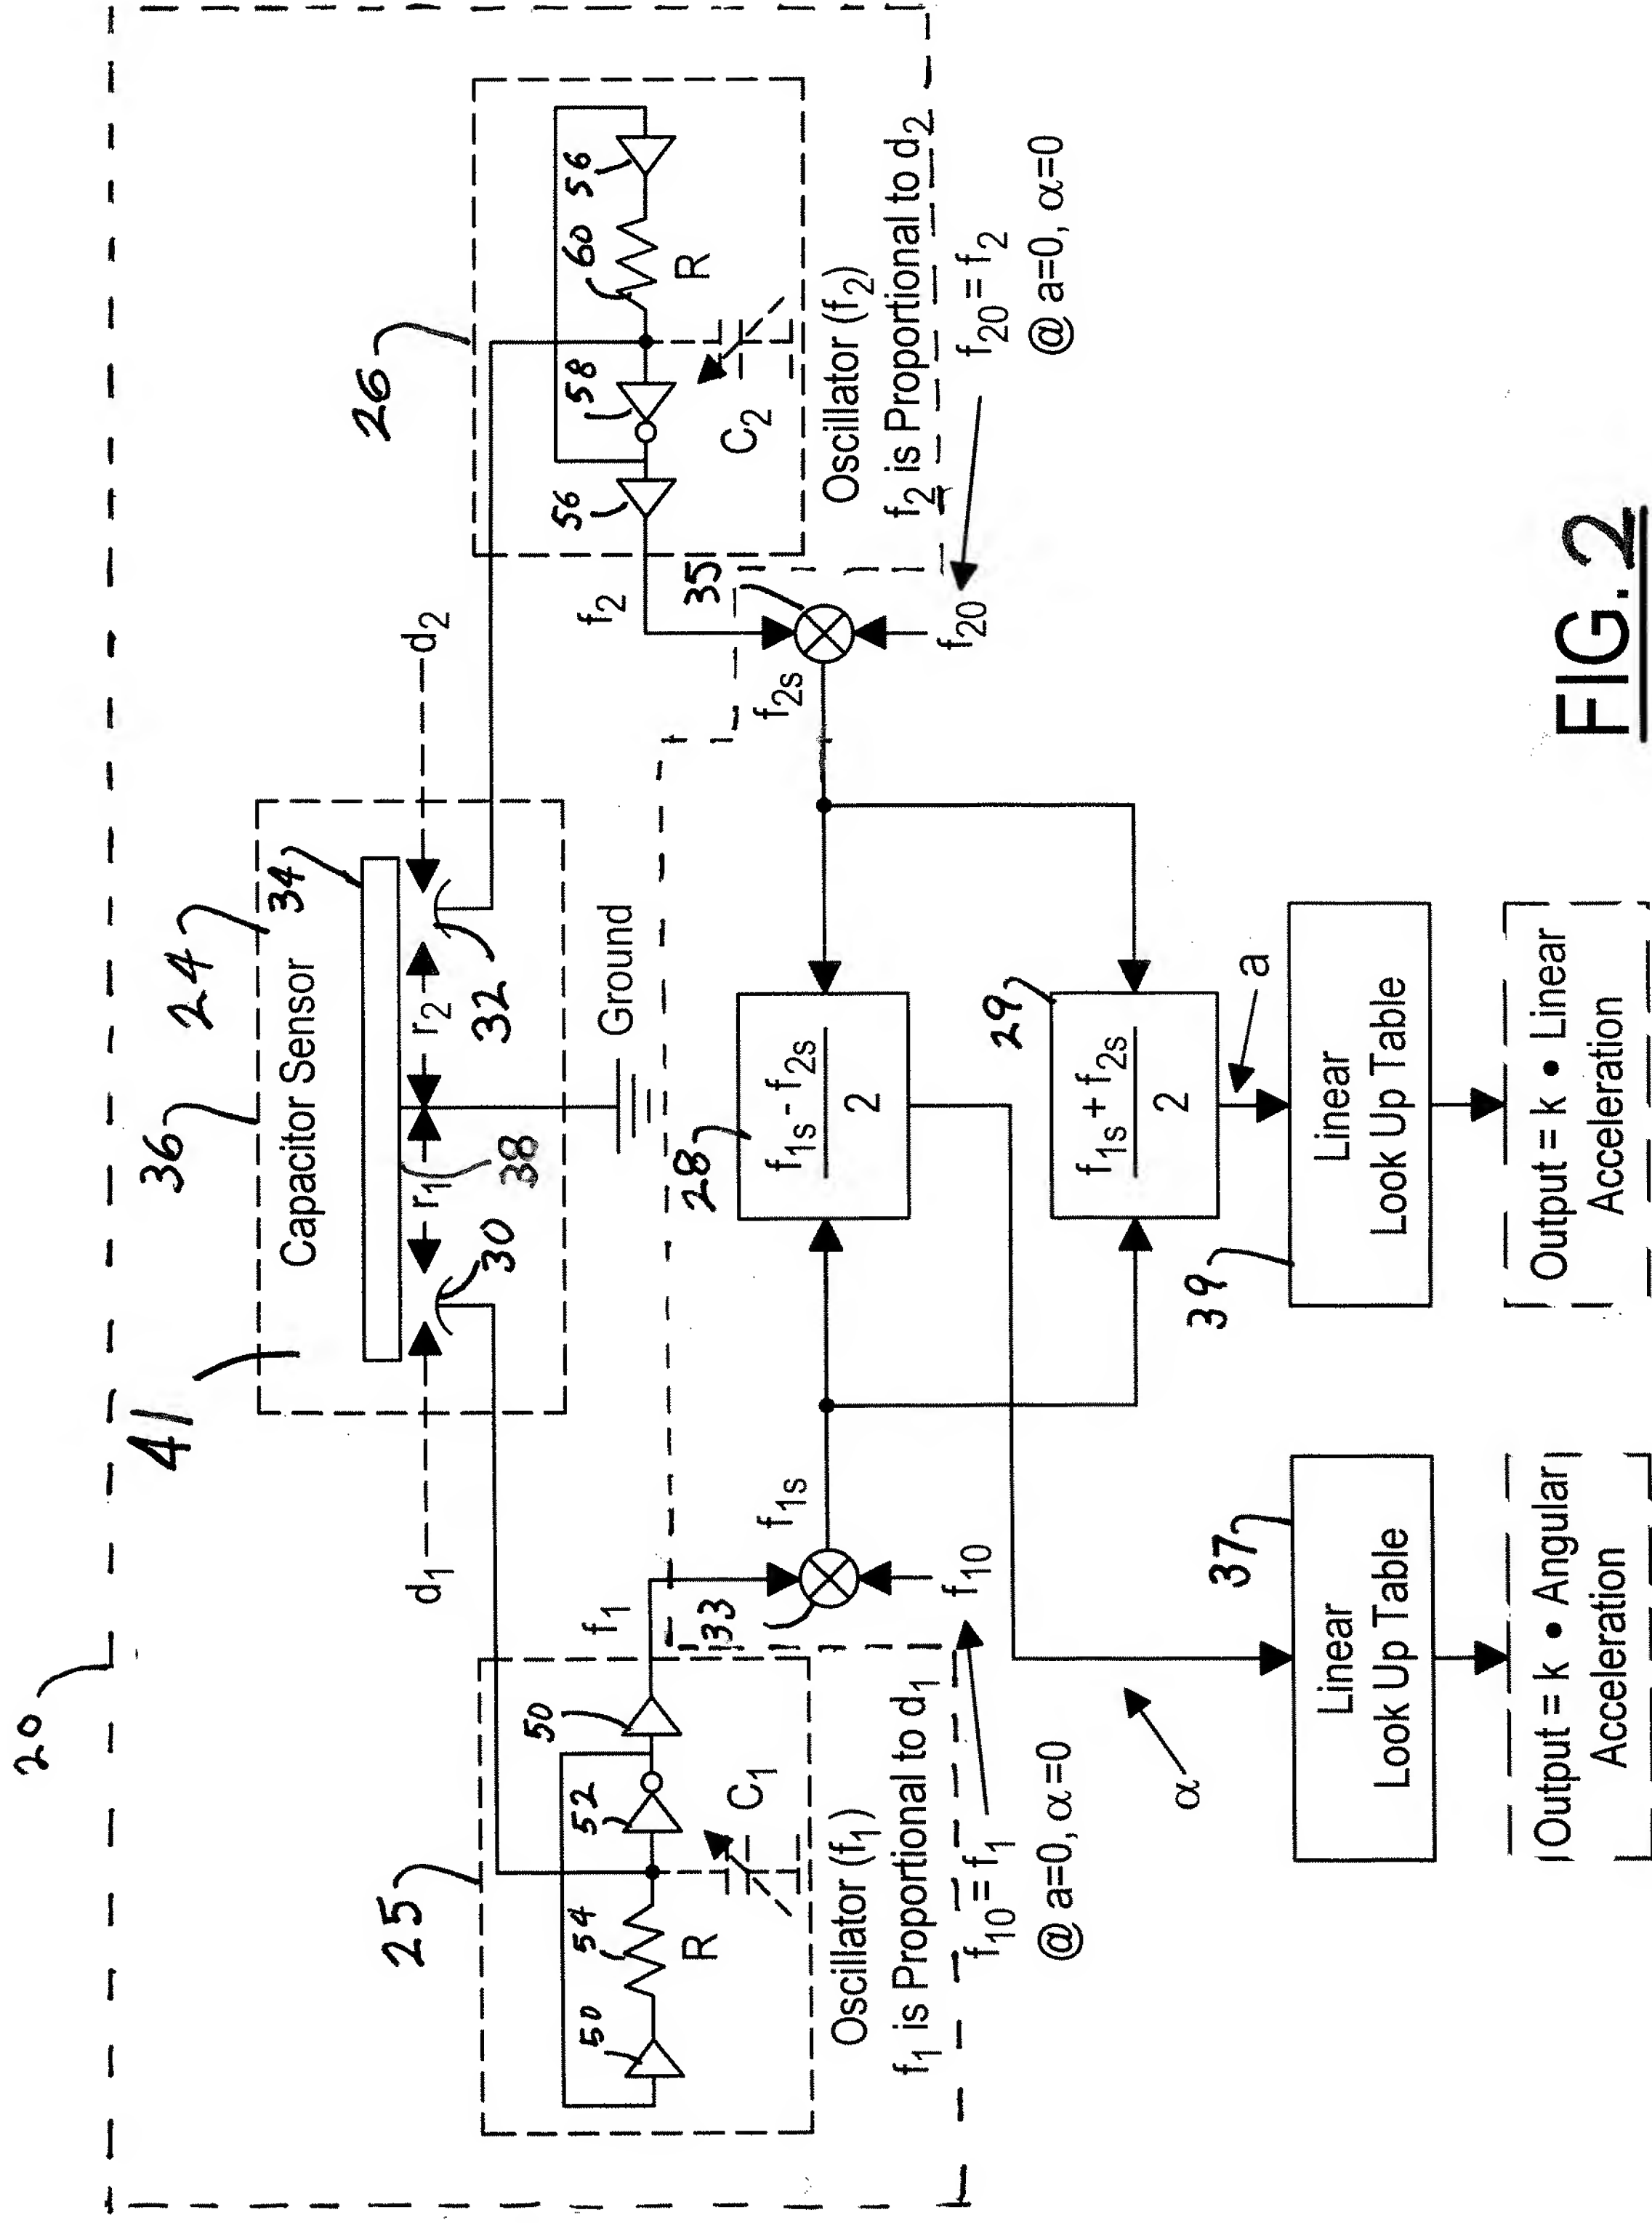 20
41
36
24
Capacitor Sensor
34
d1
r1
r2
d2
30
38
32
Ground
25
50
54
R
52
C1
50
Oscillator (f1)
f1 is Proportional to d1
f1
33
f1s
f10
f10 = f1
@ a=0, α=0
26
56
58
60
R
56
C2
Oscillator (f2)
f2 is Proportional to d2
f2
35
f2s
f20
f20 = f2
@ a=0, α=0
28
f1s - f2s
2
29
f1s + f2s
2
α
a
37
Linear
Look Up Table
39
Linear
Look Up Table
Output = k • Angular
Acceleration
Output = k • Linear
Acceleration
FIG. 2